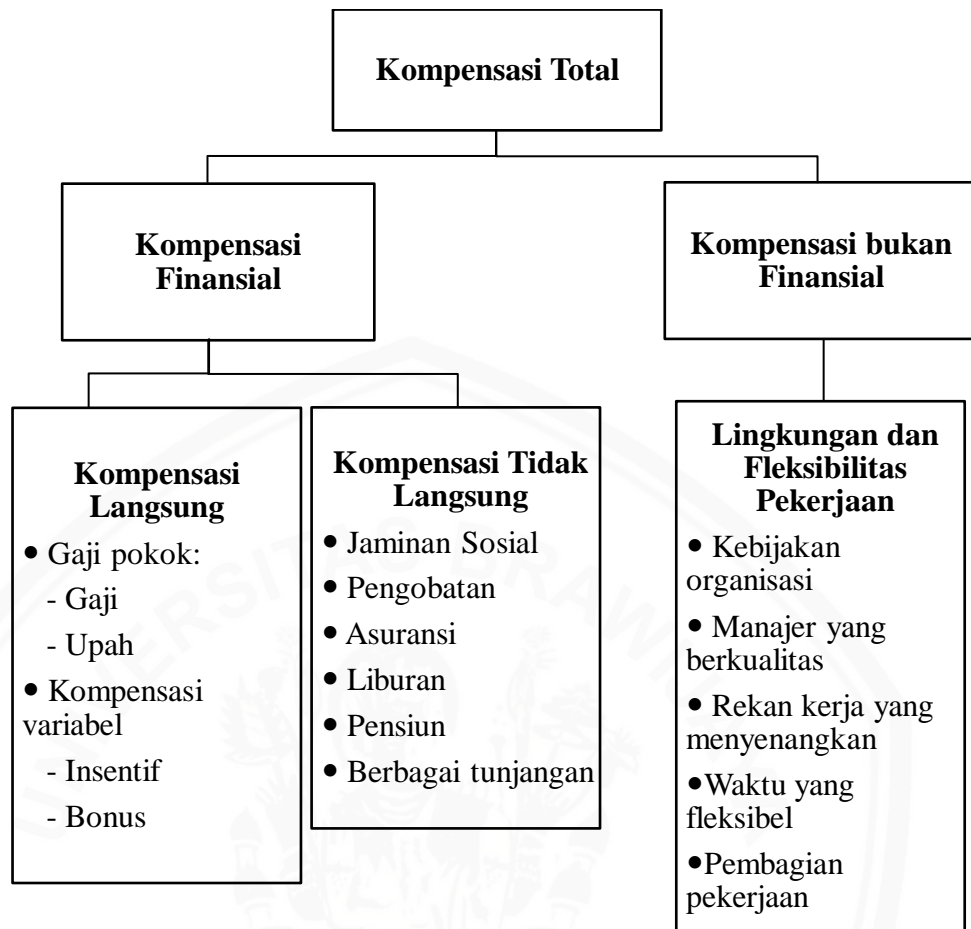 Kompensasi Total
Kompensasi
Finansial
Kompensasi bukan
Finansial
Kompensasi
Langsung
• Gaji pokok:
- Gaji
- Upah
• Kompensasi
variabel
- Insentif
- Bonus
Kompensasi Tidak
Langsung
• Jaminan Sosial
• Pengobatan
• Asuransi
• Liburan
• Pensiun
• Berbagai tunjangan
Lingkungan dan
Fleksibilitas
Pekerjaan
• Kebijakan
organisasi
• Manajer yang
berkualitas
• Rekan kerja yang
menyenangkan
•Waktu yang
fleksibel
•Pembagian
pekerjaan
UNIVERSITAS BRAWIJAYA